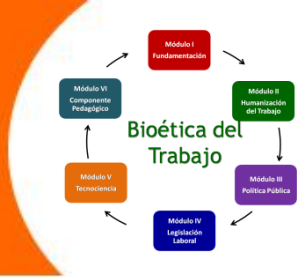 Módulo I
Fundamentación
Módulo II
Humanización
del Trabajo
Módulo III
Política Pública
Módulo IV
Legislación
Laboral
Módulo V
Tecnociencia
Módulo VI
Componente
Pedagógico
Bioética del
Trabajo